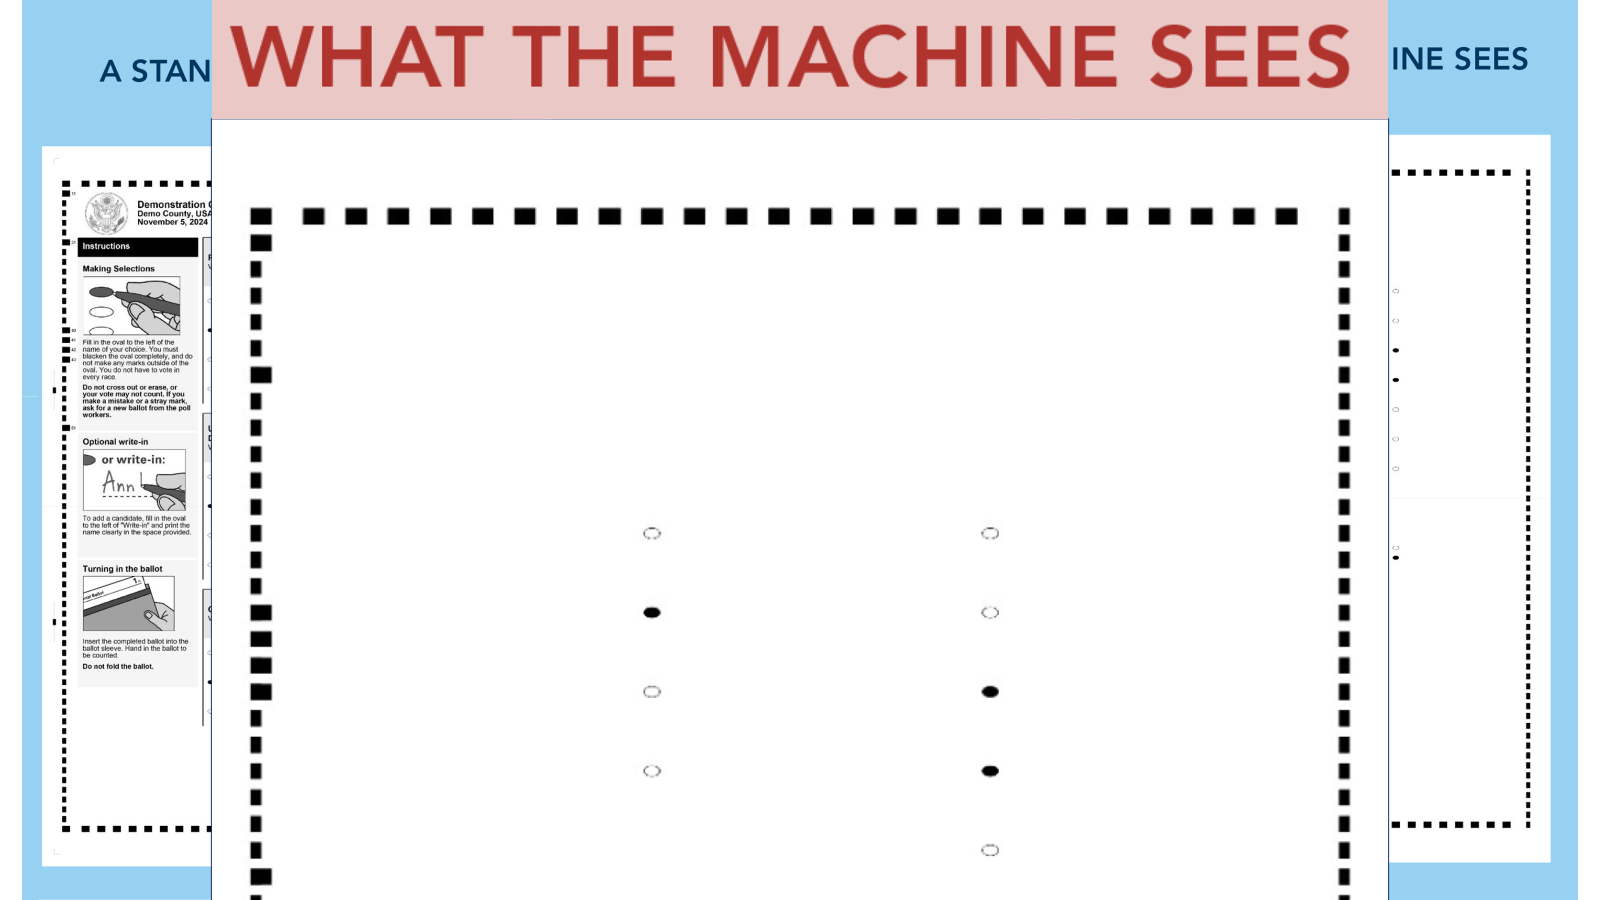 WHAT THE MACHINE SEES
A STAN
INE SEES
11
Demonstration
Demo County, USA
November 5, 2024
21
Instructions
Making Selections
40
41
42
43
Fill in the oval to the left of the
name of your choice. You must
blacken the oval completely, and do
not make any marks outside of the
oval. You do not have to vote in
every race.
Do not cross out or erase, or
your vote may not count. If you
make a mistake or a stray mark,
ask for a new ballot from the poll
workers.
51
Optional write-in
or write-in:
Ann
To add a candidate, fill in the oval
to the left of "Write-in" and print the
name clearly in the space provided.
Turning in the ballot
Insert the completed ballot into the
ballot sleeve. Hand in the ballot to
be counted.
Do not fold the ballot.